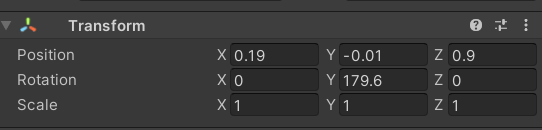 Transform
Position X 0.19 Y -0.01 Z 0.9
Rotation X 0 Y 179.6 Z 0
Scale X 1 Y 1 Z 1